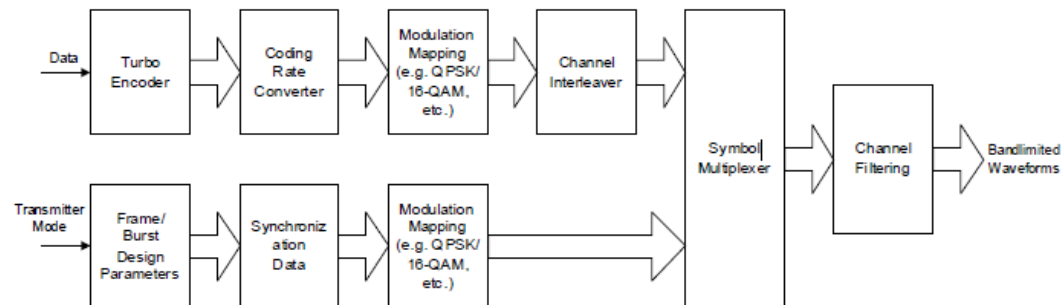 Data
Turbo
Encoder
Coding
Rate
Converter
Modulation
Mapping
(e.g. QPSK/
16-QAM,
etc.)
Channel
Interleaver
Symbol
Multiplexer
Channel
Filtering
Bandlimited
Waveforms
Transmitter
Mode
Frame/
Burst
Design
Parameters
Synchroniz
ation
Data
Modulation
Mapping
(e.g. QPSK/
16-QAM,
etc.)